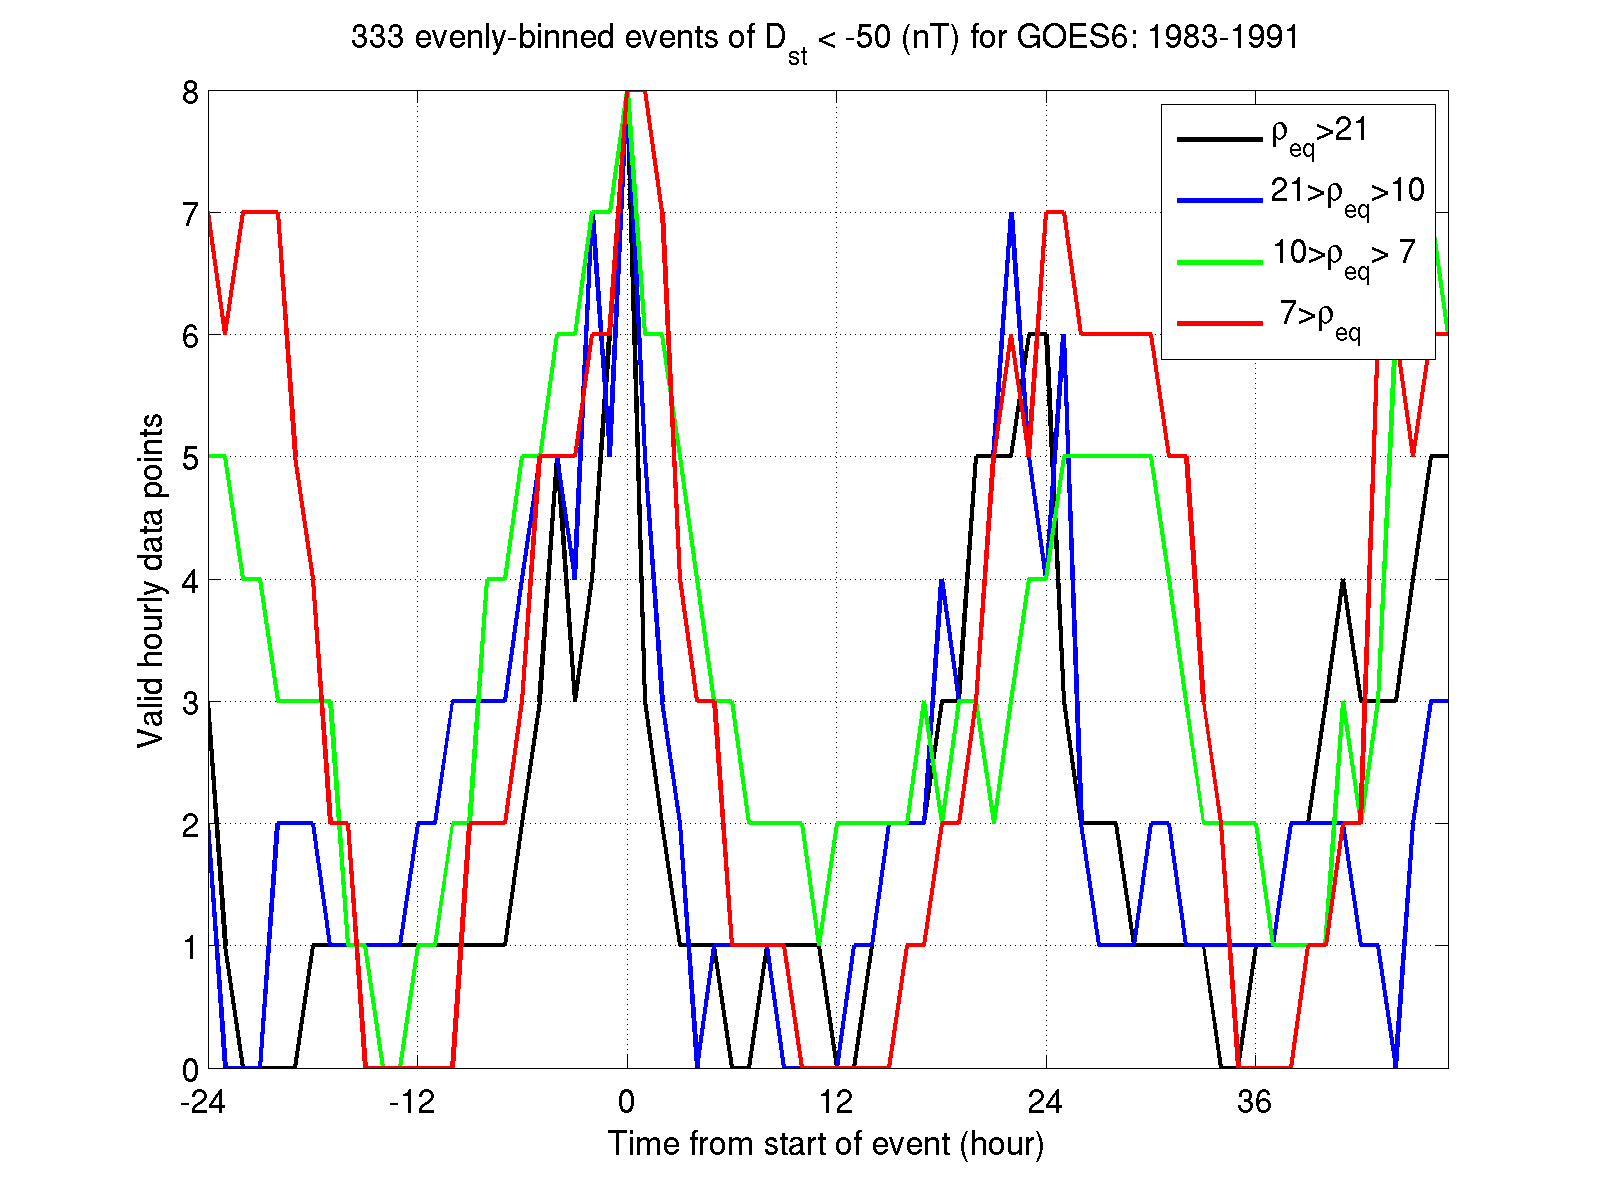 333 evenly-binned events of D_st < -50 (nT) for GOES6: 1983-1991
8
7
6
5
4
3
2
1
0
Valid hourly data points
ρ_eq>21
21>ρ_eq>10
10>ρ_eq> 7
7>ρ_eq
-24 -12 0 12 24 36
Time from start of event (hour)